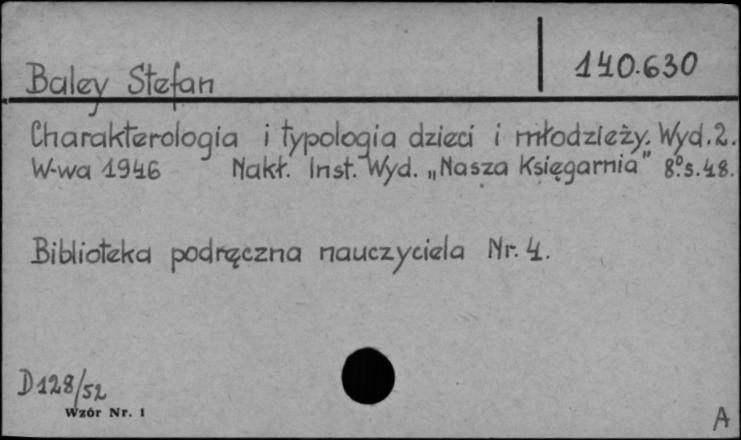 140.630
Baley Stefan
Charakterologia i typologia dzieci i młodzieży. Wyd. 2.
W-wa 1946 Nakł. Inst. Wyd. „Nasza Księgarnia" 8° s. 48.
Biblioteka podręczna nauczyciela Nr. 4.
D128/52
Wzór Nr. 1
A